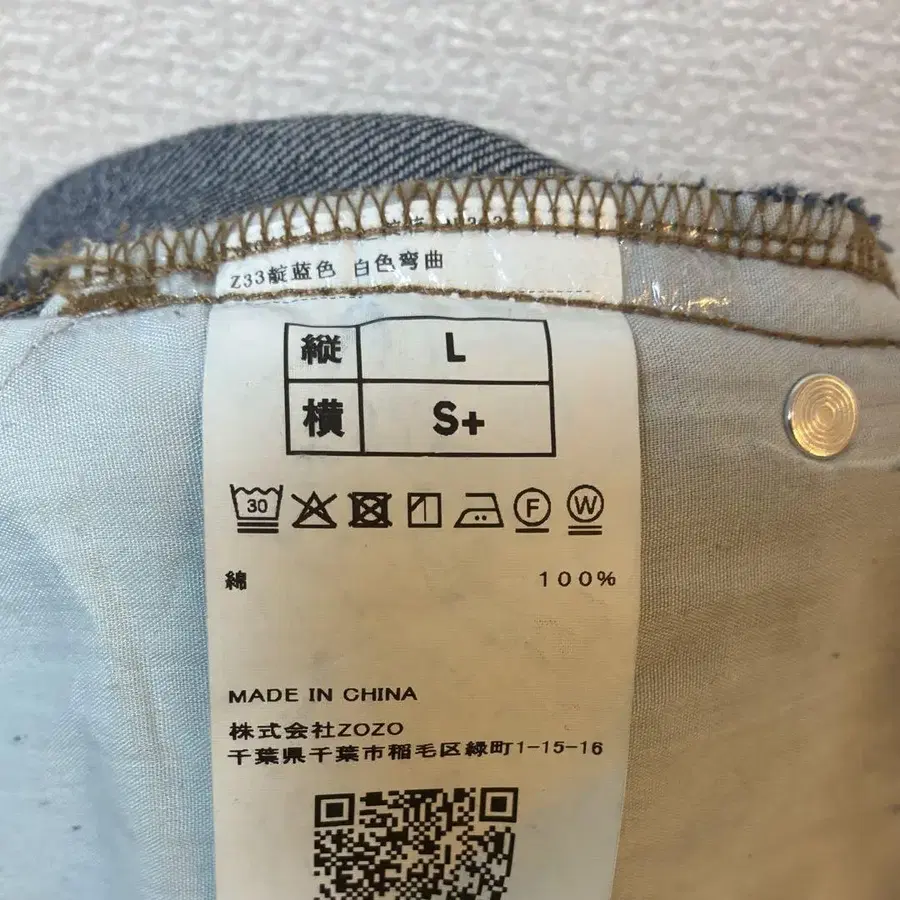 Z33靛蓝色 白色弯曲
縦 L
横 S+
30 F W
綿 100%
MADE IN CHINA
株式会社ZOZO
千葉県千葉市稲毛区緑町1-15-16